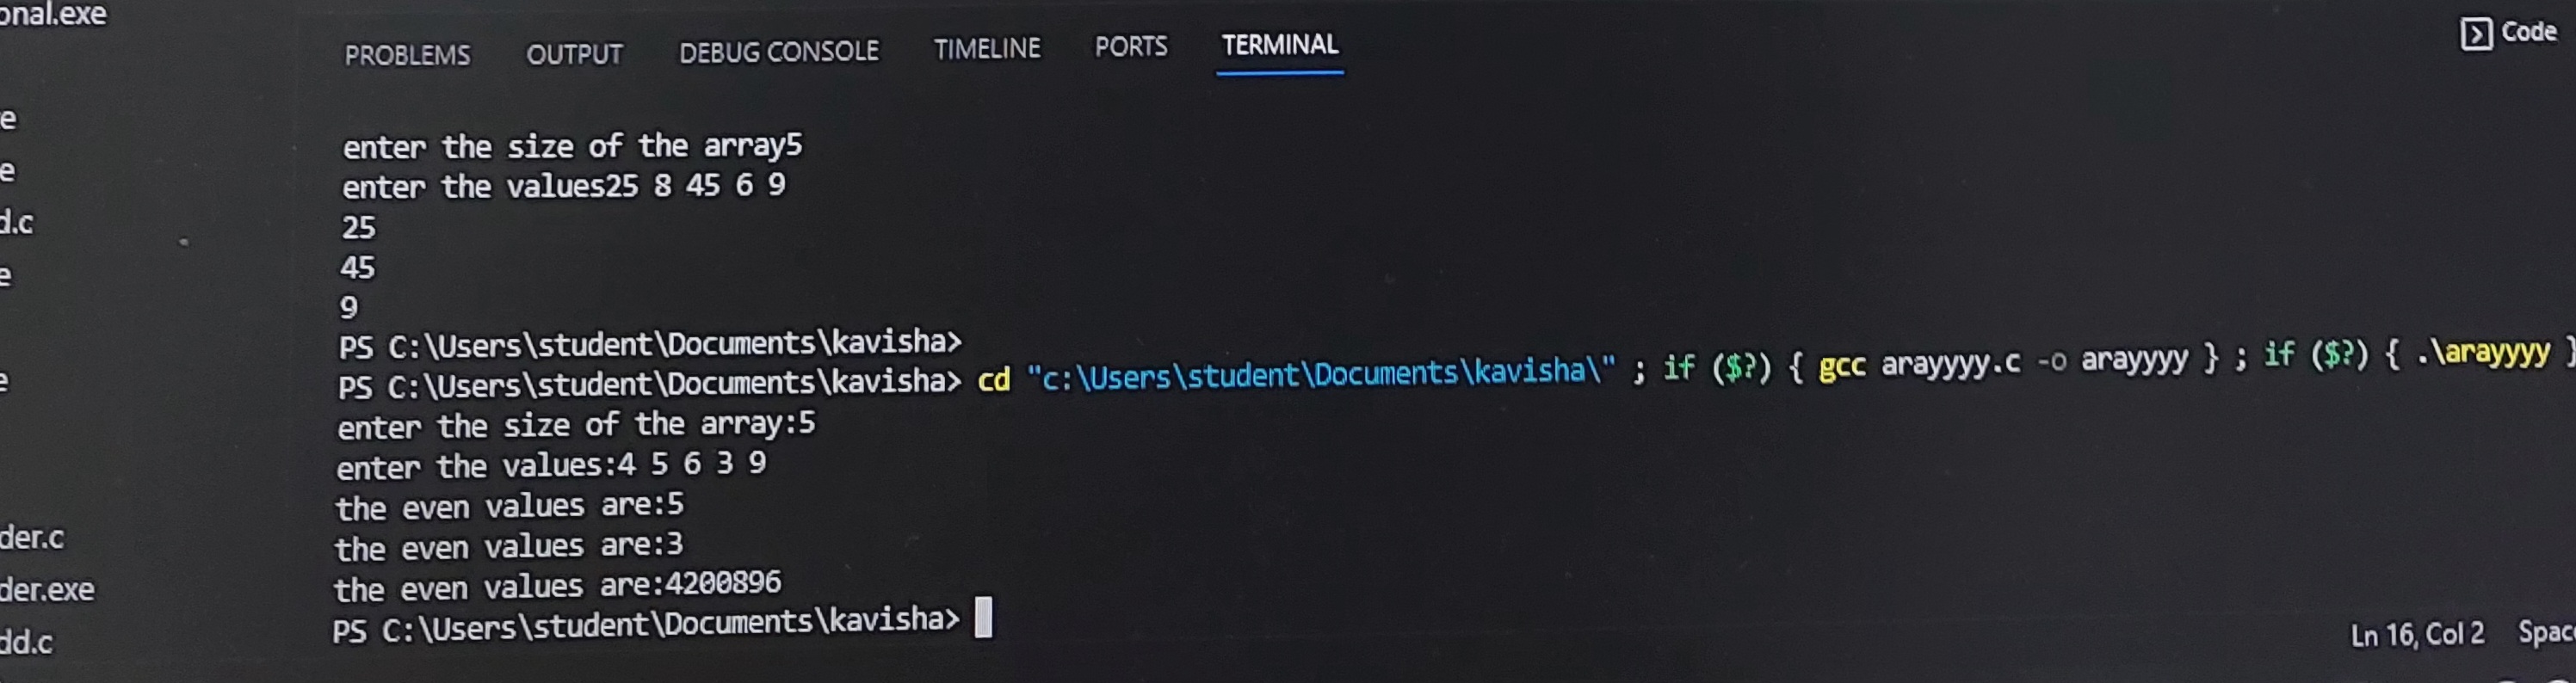 onal.exe
PROBLEMS OUTPUT DEBUG CONSOLE TIMELINE PORTS TERMINAL
Code
e
e
d.c
e
e
der.c
der.exe
dd.c
enter the size of the array5
enter the values25 8 45 6 9
25
45
9
PS C:\Users\student\Documents\kavisha>
PS C:\Users\student\Documents\kavisha> cd "c:\Users\student\Documents\kavisha\" ; if ($?) { gcc arayyyy.c -o arayyyy } ; if ($?) { .\arayyyy }
enter the size of the array:5
enter the values:4 5 6 3 9
the even values are:5
the even values are:3
the even values are:4200896
PS C:\Users\student\Documents\kavisha>
Ln 16, Col 2 Spac